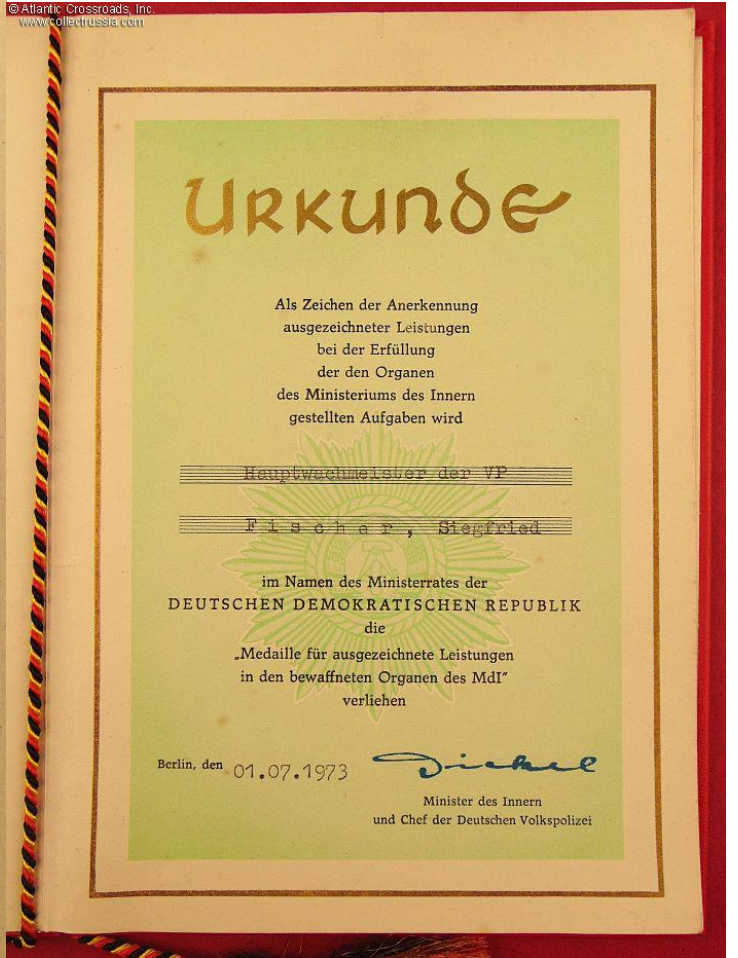 © Atlantic Crossroads, Inc.
www.collectrussia.com
Urkunde
Als Zeichen der Anerkennung
ausgezeichneter Leistungen
bei der Erfüllung
der den Organen
des Ministeriums des Innern
gestellten Aufgaben wird
Hauptwachmeister der VP
Fischer, Siegfried
im Namen des Ministerrates der
DEUTSCHEN DEMOKRATISCHEN REPUBLIK
die
„Medaille für ausgezeichnete Leistungen
in den bewaffneten Organen des MdI"
verliehen
Berlin, den 01.07.1973
Dickel
Minister des Innern
und Chef der Deutschen Volkspolizei